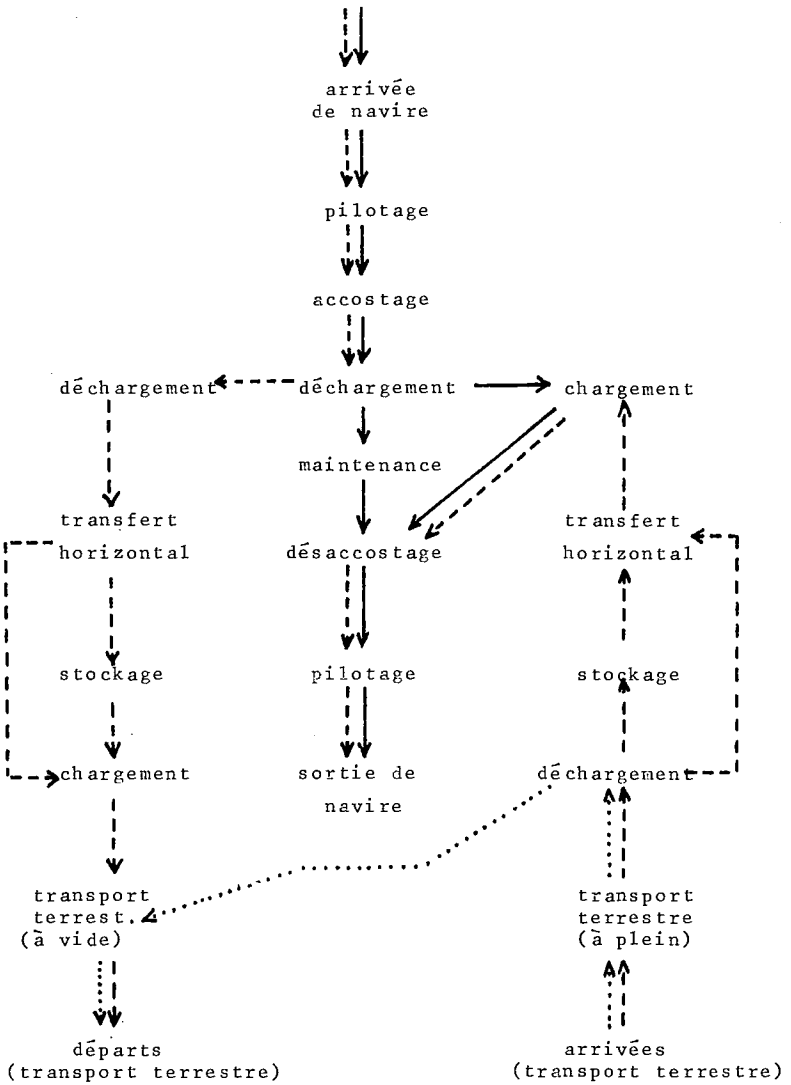 arrivée
de navire
pilotage
accostage
déchargement
déchargement
chargement
maintenance
transfert
horizontal
désaccostage
transfert
horizontal
stockage
pilotage
stockage
chargement
sortie de
navire
déchargement
transport
terrest.
(à vide)
transport
terrestre
(à plein)
départs
(transport terrestre)
arrivées
(transport terrestre)